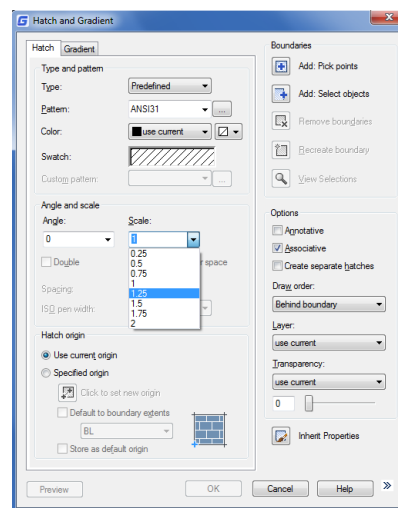 Hatch and Gradient
Hatch Gradient
Type and pattern
Type: Predefined
Pattern: ANSI31 ...
Color: use current
Swatch:
Custom pattern: ...
Angle and scale
Angle: Scale:
0 1
0.25
0.5
0.75
1
1.25
1.5
1.75
2
Double space
Spacing:
ISO pen width:
Hatch origin
Use current origin
Specified origin
Click to set new origin
Default to boundary extents
BL
Store as default origin
Preview OK Cancel Help
Boundaries
Add: Pick points
Add: Select objects
Remove boundaries
Recreate boundary
View Selections
Options
Annotative
Associative
Create separate hatches
Draw order:
Behind boundary
Layer:
use current
Transparency:
use current
0
Inherit Properties